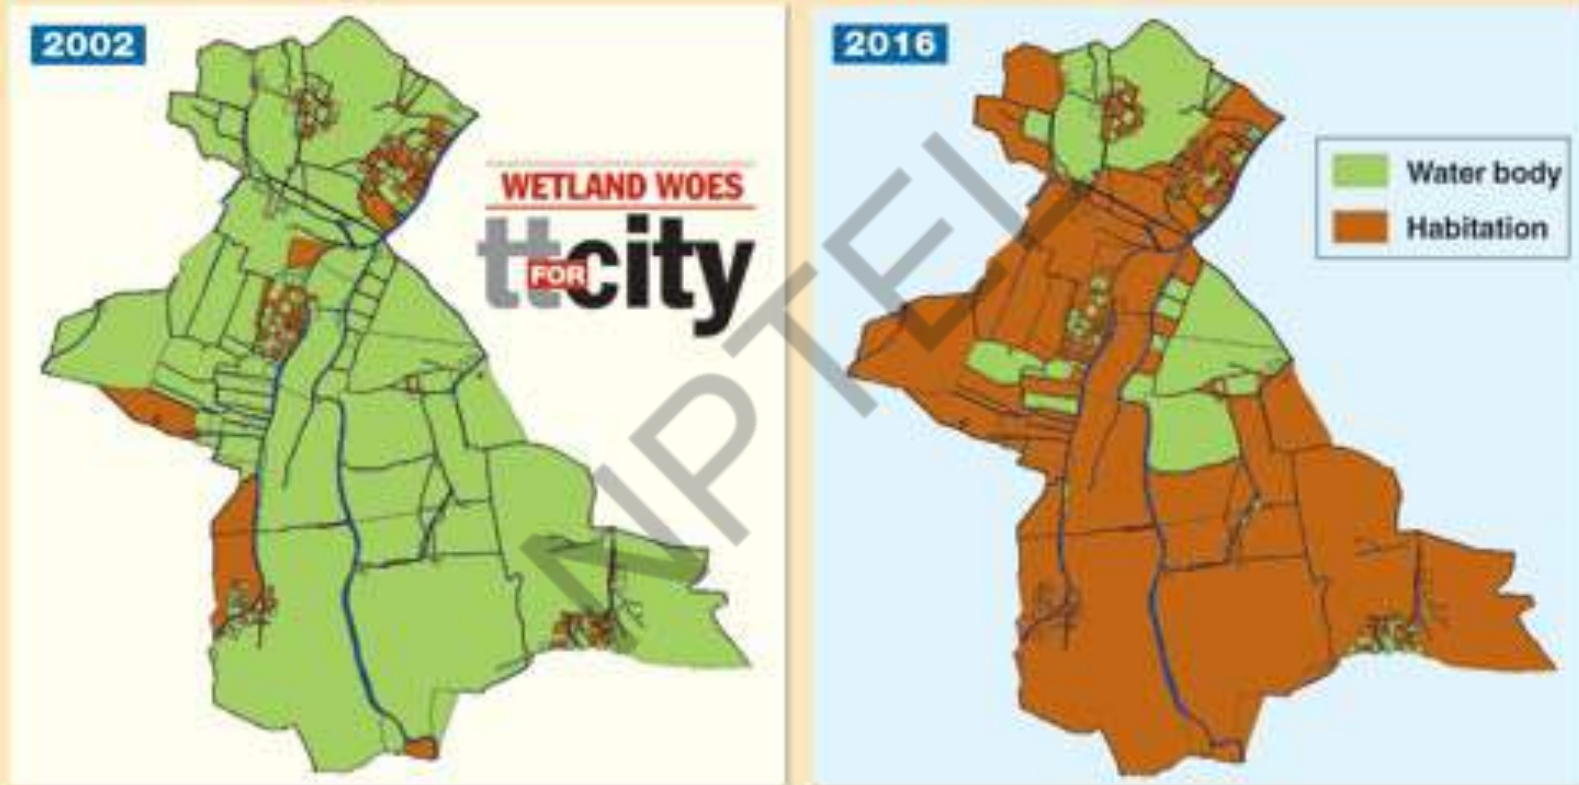 2002
WETLAND WOES
tt FOR city
2016
Water body
Habitation
NPTEL